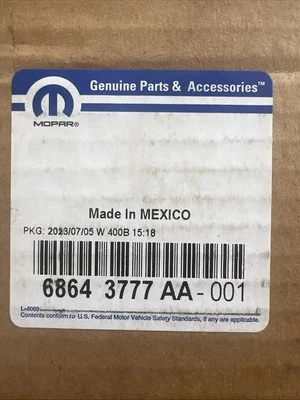 Genuine Parts & Accessories™
MOPAR®
Made In MEXICO
PKG: 2023/07/05 W 400B 15:18
6864 3777 AA-001
L-6060
Contents conform to U.S. Federal Motor Vehicle Safety Standards, if any are applicable.